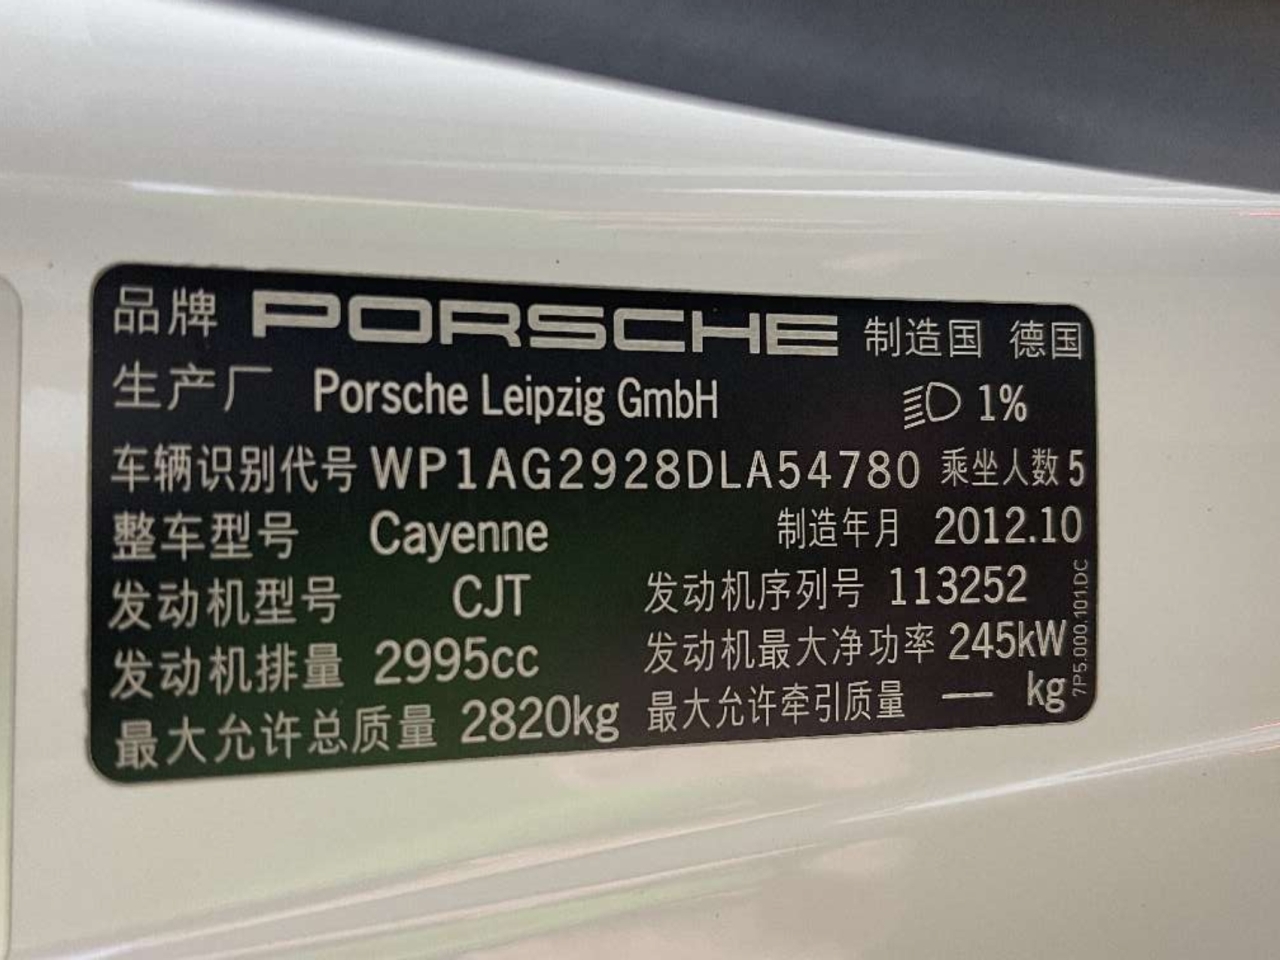 品牌 PORSCHE 制造国 德国
生产厂 Porsche Leipzig GmbH 1%
车辆识别代号 WP1AG2928DLA54780 乘坐人数 5
整车型号 Cayenne 制造年月 2012.10
发动机型号 CJT 发动机序列号 113252
发动机排量 2995cc 发动机最大净功率 245kW
最大允许总质量 2820kg 最大允许牵引质量 — kg
7P5.000.101.DC